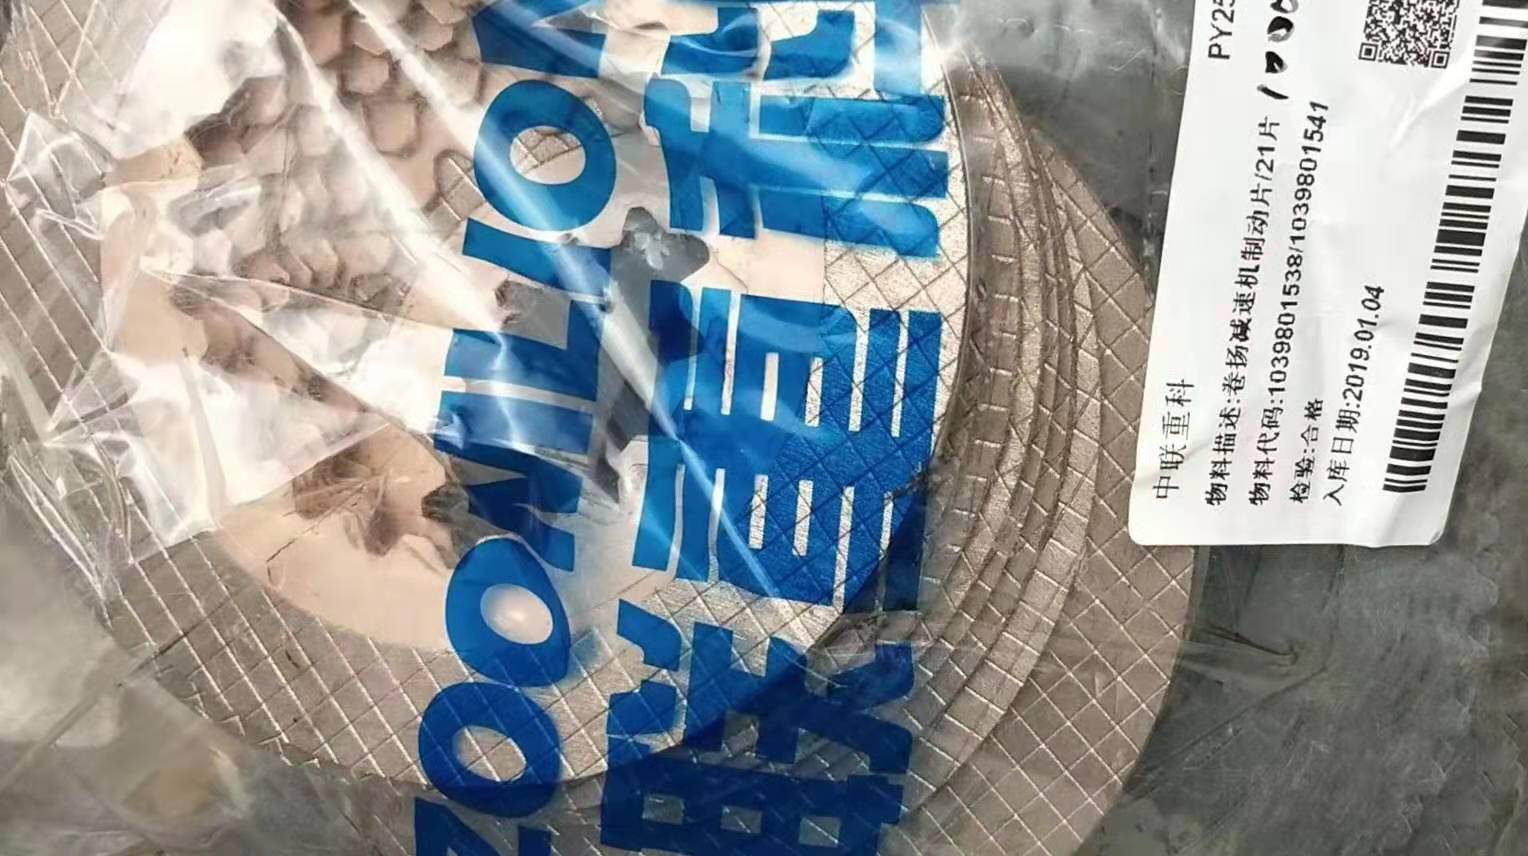 ZOOMLION
中联重科
PY25
中联重科
物料描述:卷扬减速机制动片/21片
物料代码:1039801538/1039801541
检验:合格
入库日期:2019.01.04